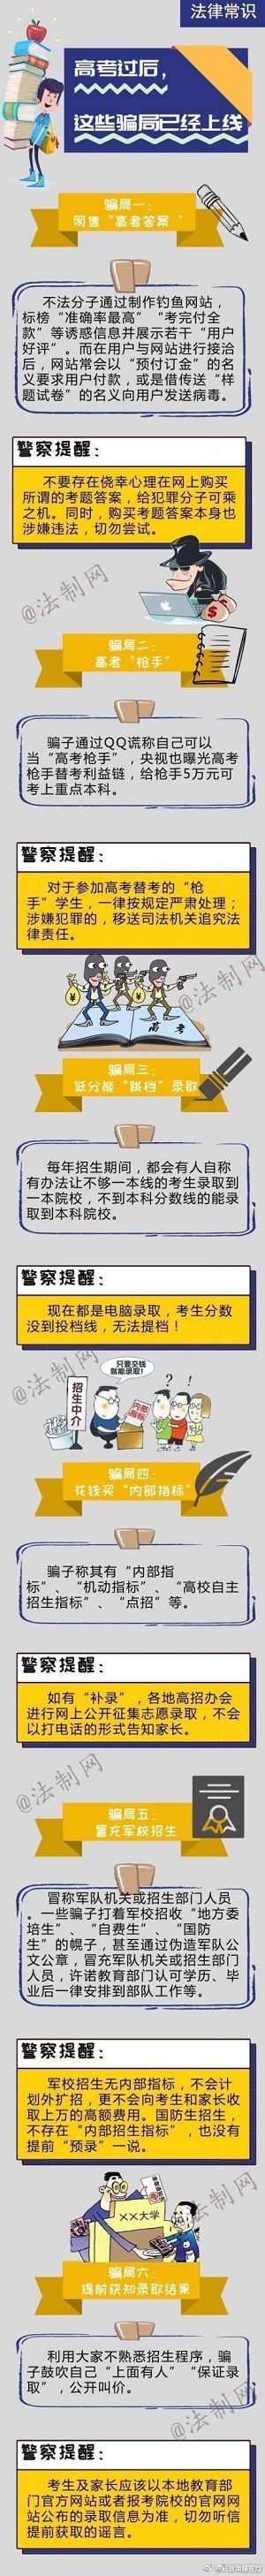 法律常识
高考过后，
这些骗局已经上线
骗局一：
网售“高考答案 ”
不法分子通过制作钓鱼网站，
标榜“准确率最高”“考完付全
款”等诱惑信息并展示若干“用户
好评”。而在用户与网站进行接洽
后，网站常会以“预付订金”的名
义要求用户付款，或是借传送“样
题试卷”的名义向用户发送病毒。
警察提醒：
不要存在侥幸心理在网上购买
所谓的考题答案，给犯罪分子可乘
之机。同时，购买考题答案本身也
涉嫌违法，切勿尝试。
@法制网
$
骗局二：
高考“枪手”
骗子通过QQ谎称自己可以
当“高考枪手”，央视也曝光高考
枪手替考利益链，给枪手5万元可
考上重点本科。
警察提醒：
对于参加高考替考的“枪
手”学生，一律按规定严肃处理；
涉嫌犯罪的，移送司法机关追究法
律责任。
@法制网
¥
¥
高考
骗局三：
低分能“跳档”录取
每年招生期间，都会有人自称
有办法让不够一本线的考生录取到
一本院校，不到本科分数线的能录
取到本科院校。
警察提醒：
现在都是电脑录取，考生分数
没到投档线，无法提档！
@法制网
只要交钱
就能录取！
招生中介
内部指标
? !
骗局四：
花钱买“内部指标”
骗子称其有“内部指
标”、“机动指标”、“高校自主
招生指标”、“点招”等。
警察提醒：
如有“补录”，各地高招办会
进行网上公开征集志愿录取，不会
以打电话的形式告知家长。
@法制网
骗局五：
冒充军校招生
冒称军队机关或招生部门人员
。一些骗子打着军校招收“地方委
培生”、“自费生”、“国防
生”的幌子，甚至通过伪造军队公
文公章，冒充军队机关或招生部门
人员，许诺教育部门认可学历、毕
业后一律安排到部队工作等。
警察提醒：
军校招生无内部指标，不会计
划外扩招，更不会向考生和家长收
取上万的高额费用。国防生招生，
不存在“内部招生指标”，也没有
提前“预录”一说。
@法制网
××大学
骗局六：
提前获知录取结果
利用大家不熟悉招生程序，骗
子鼓吹自己“上面有人”“保证录
取”，公开叫价。
@法制网
警察提醒：
考生及家长应该以本地教育部
门官方网站或者报考院校的官网网
站公布的录取信息为准，切勿听信
提前获取的谣言。